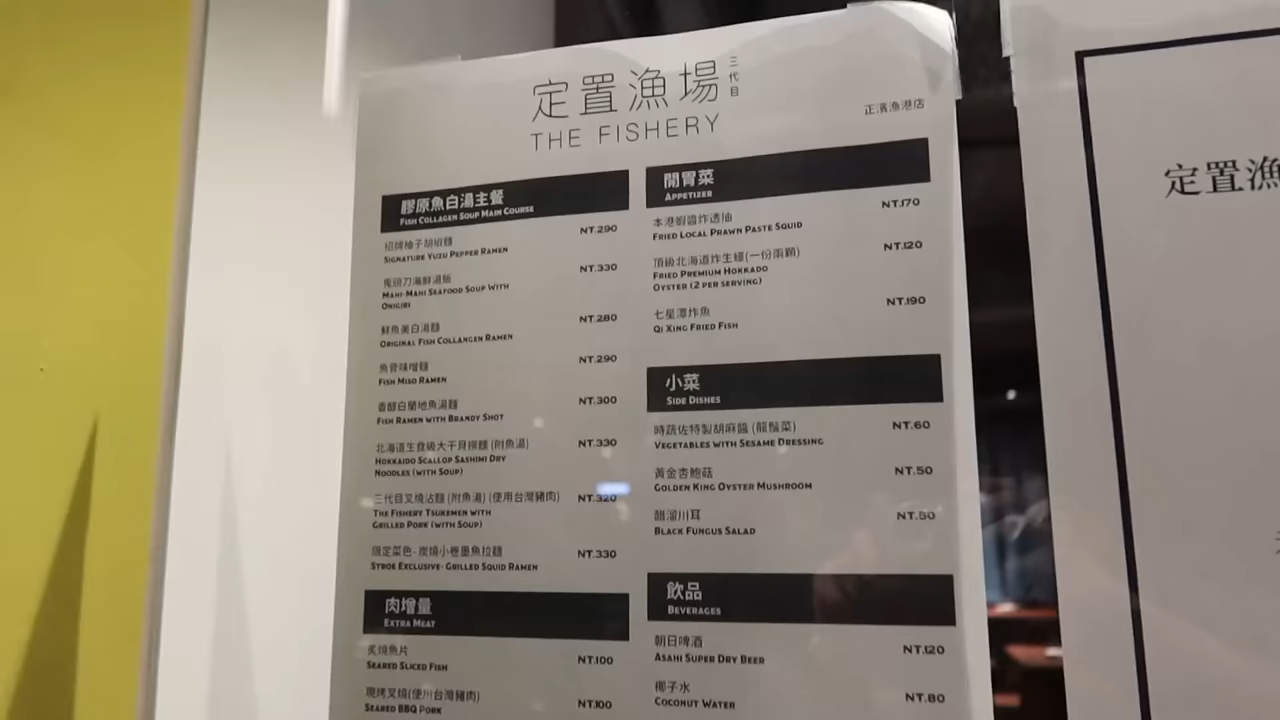 定置漁場 三代目
THE FISHERY
正濱漁港店
膠原魚白湯主餐
FISH COLLAGEN SOUP MAIN COURSE
招牌柚子胡椒麵 NT.290
SIGNATURE YUZU PEPPER RAMEN
鬼頭刀海鮮湯飯 NT.330
MAHI-MAHI SEAFOOD SOUP WITH
ONIGIRI
鮮魚美白湯麵 NT.280
ORIGINAL FISH COLLANGEN RAMEN
魚骨味噌麵 NT.290
FISH MISO RAMEN
香醇白蘭地魚湯麵 NT.300
FISH RAMEN WITH BRANDY SHOT
北海道生食級大干貝撈麵 (附魚湯) NT.330
HOKKAIDO SCALLOP SASHIMI DRY
NOODLES (WITH SOUP)
三代目叉燒沾麵 (附魚湯) (使用台灣豬肉) NT.320
THE FISHERY TSUKEMEN WITH
GRILLED PORK (WITH SOUP)
限定菜色- 炭燒小卷墨魚拉麵 NT.330
STROE EXCLUSIVE- GRILLED SQUID RAMEN
肉增量
EXTRA MEAT
炙燒魚片 NT.100
SEARED SLICED FISH
現烤叉燒(使用台灣豬肉) NT.100
SEARED BBQ PORK
開胃菜
APPETIZER
本港蝦醬炸透抽 NT.170
FRIED LOCAL PRAWN PASTE SQUID
頂級北海道炸生蠔(一份兩顆) NT.120
FRIED PREMIUM HOKKADO
OYSTER (2 PER SERVING)
七星潭炸魚 NT.190
QI XING FRIED FISH
小菜
SIDE DISHES
時蔬佐特製胡麻醬 (龍鬚菜) NT.60
VEGETABLES WITH SESAME DRESSING
黃金杏鮑菇 NT.50
GOLDEN KING OYSTER MUSHROOM
醋溜川耳 NT.50
BLACK FUNGUS SALAD
飲品
BEVERAGES
朝日啤酒 NT.120
ASAHI SUPER DRY BEER
椰子水 NT.80
COCONUT WATER
定置漁